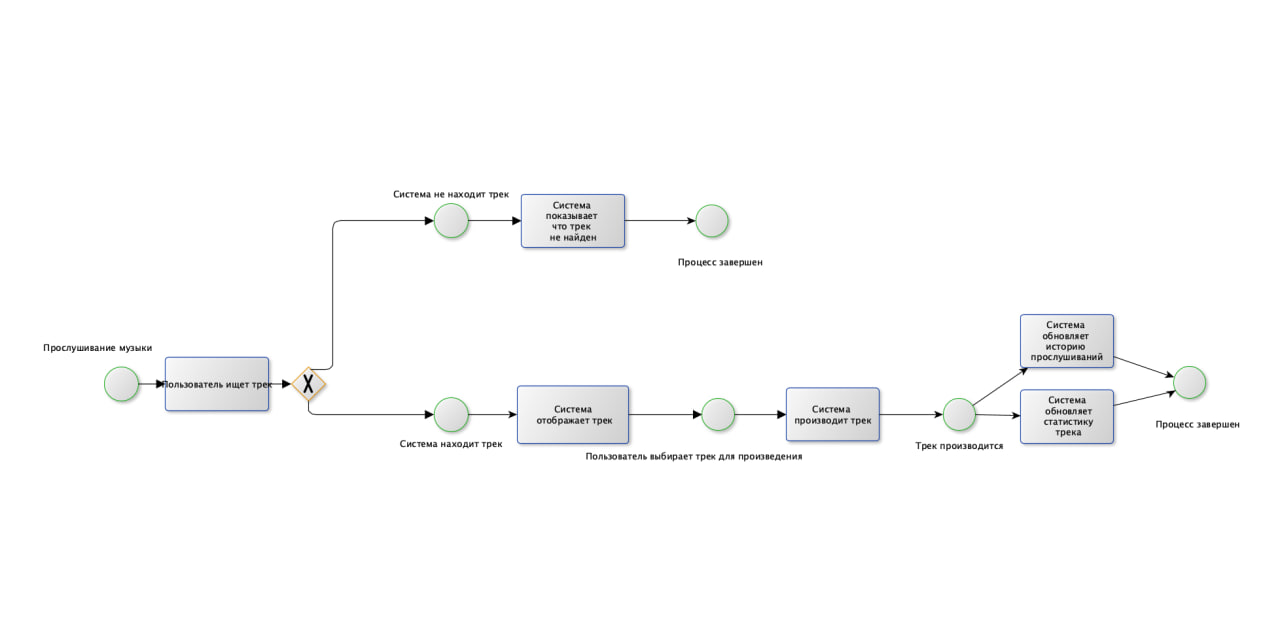 Система не находит трек
Система
показывает
что трек
не найден
Процесс завершен
Прослушивание музыки
Пользователь ищет трек
X
Система находит трек
Система
отображает трек
Пользователь выбирает трек для произведения
Система
производит трек
Трек производится
Система
обновляет
историю
прослушиваний
Система
обновляет
статистику
трека
Процесс завершен